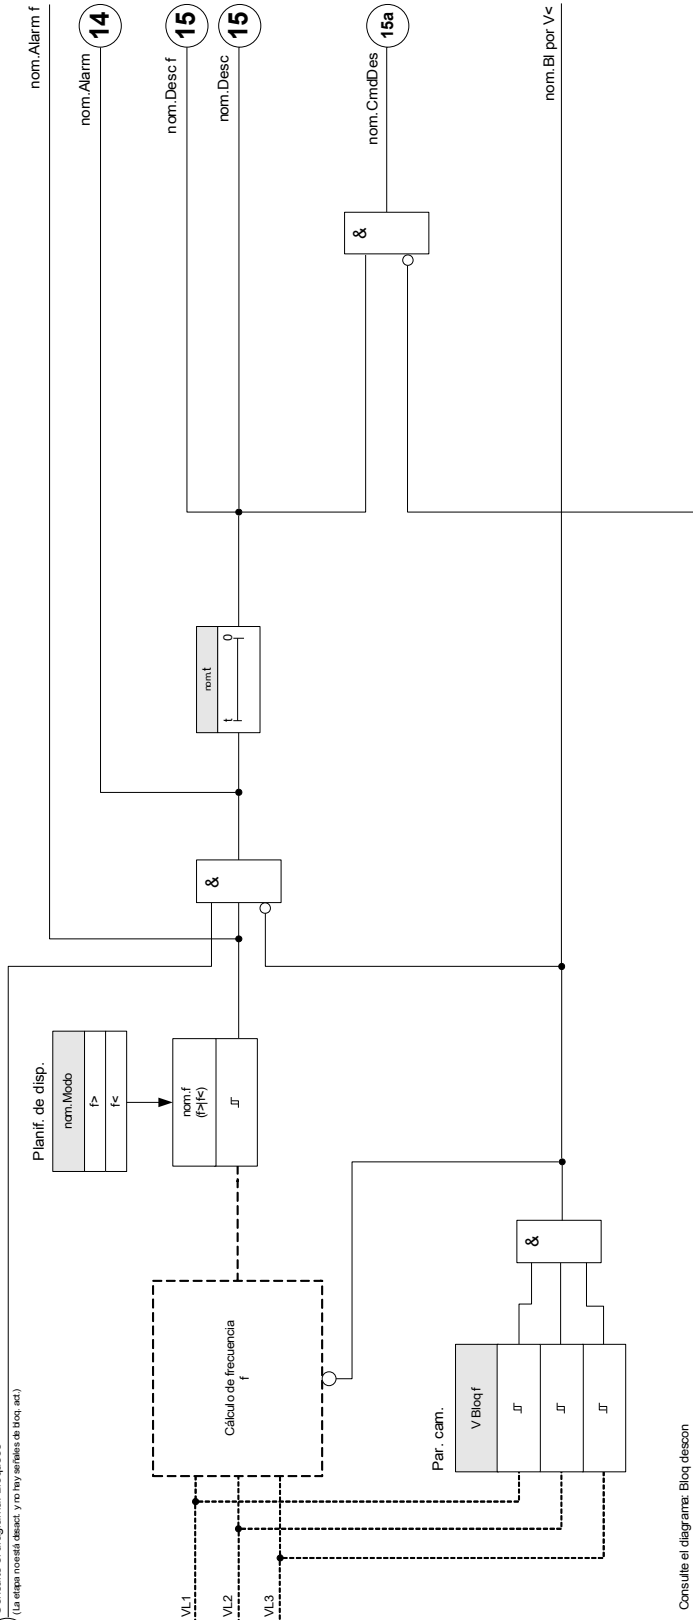 (La etapa no está desact. y no hay señales de bloq. act.)
VL1
VL2
VL3
Cálculo de frecuencia
f
Planif. de disp.
nom.Modo
f>
f<
nom.f
(f>|f<)
&
nom.t
t
0
nom.Alarm f
nom.Alarm
14
nom.Desc f
15
nom.Desc
15
&
nom.CmdDes
15a
nom.Bl por V<
Par. cam.
V Bloq f
&
Consulte el diagrama: Bloq descon